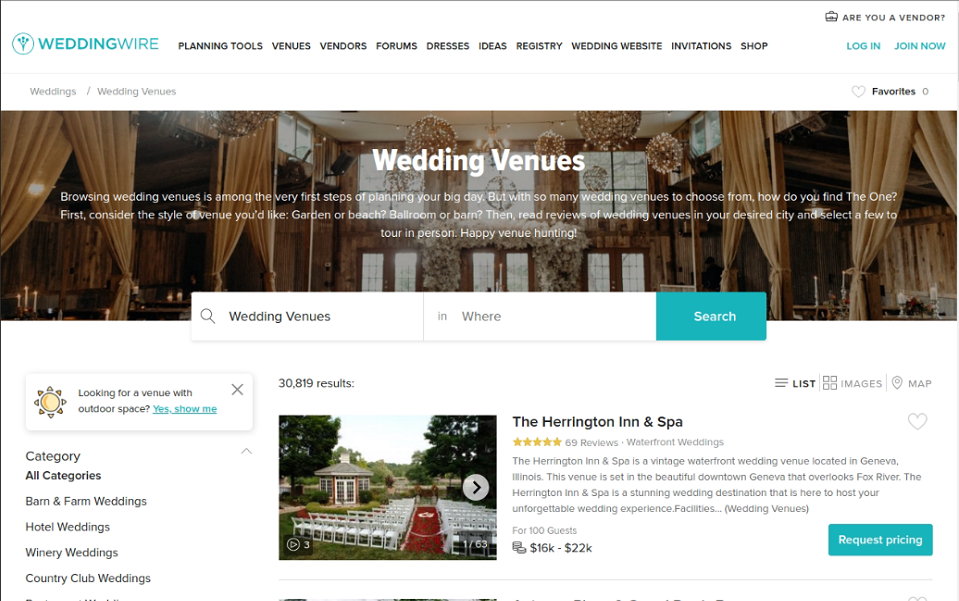 ARE YOU A VENDOR?
WEDDINGWIRE PLANNING TOOLS VENUES VENDORS FORUMS DRESSES IDEAS REGISTRY WEDDING WEBSITE INVITATIONS SHOP LOG IN JOIN NOW
Weddings / Wedding Venues Favorites 0
Wedding Venues
Browsing wedding venues is among the very first steps of planning your big day. But with so many wedding venues to choose from, how do you find The One?
First, consider the style of venue you'd like: Garden or beach? Ballroom or barn? Then, read reviews of wedding venues in your desired city and select a few to
tour in person. Happy venue hunting!
Wedding Venues in Where Search
Looking for a venue with
outdoor space? Yes, show me
Category
All Categories
Barn & Farm Weddings
Hotel Weddings
Winery Weddings
Country Club Weddings
30,819 results: LIST IMAGES MAP
3 1 / 63
The Herrington Inn & Spa
69 Reviews · Waterfront Weddings
The Herrington Inn & Spa is a vintage waterfront wedding venue located in Geneva,
Illinois. This venue is set in the beautiful downtown Geneva that overlooks Fox River. The
Herrington Inn & Spa is a stunning wedding destination that is here to host your
unforgettable wedding experience.Facilities... (Wedding Venues)
For 100 Guests
$16k - $22k
Request pricing